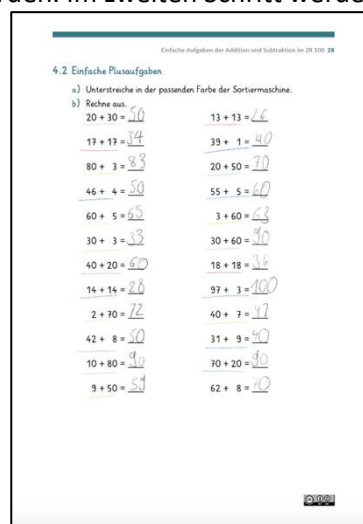 Einfache Aufgaben der Addition und Subtraktion im ZR 100 28
4.2 Einfache Plusaufgaben
a) Unterstreiche in der passenden Farbe der Sortiermaschine.
b) Rechne aus.
20 + 30 = 50
13 + 13 = 26
17 + 17 = 34
39 + 1 = 40
80 + 3 = 83
20 + 50 = 70
46 + 4 = 50
55 + 5 = 60
60 + 5 = 65
3 + 60 = 63
30 + 3 = 33
30 + 60 = 90
40 + 20 = 60
18 + 18 = 36
14 + 14 = 28
97 + 3 = 100
2 + 70 = 72
40 + 7 = 47
42 + 8 = 50
31 + 9 = 40
10 + 80 = 90
70 + 20 = 90
9 + 50 = 59
62 + 8 = 70